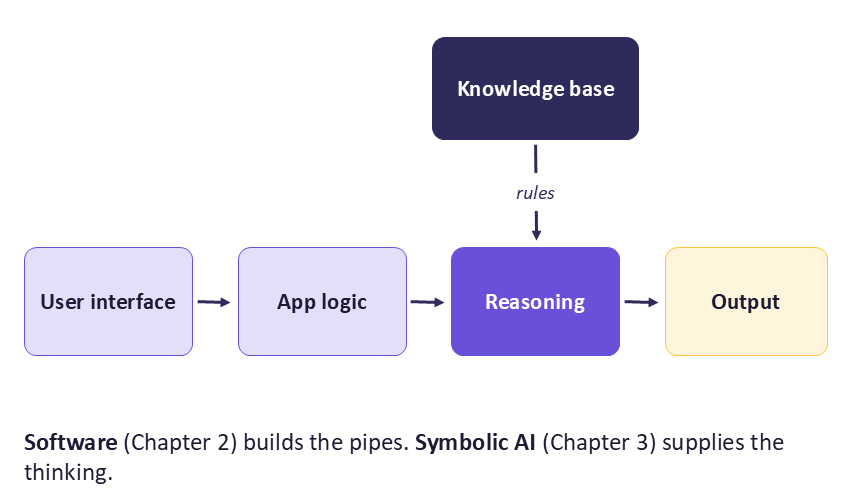 Knowledge base
rules
User interface
App logic
Reasoning
Output
Software (Chapter 2) builds the pipes. Symbolic AI (Chapter 3) supplies the
thinking.